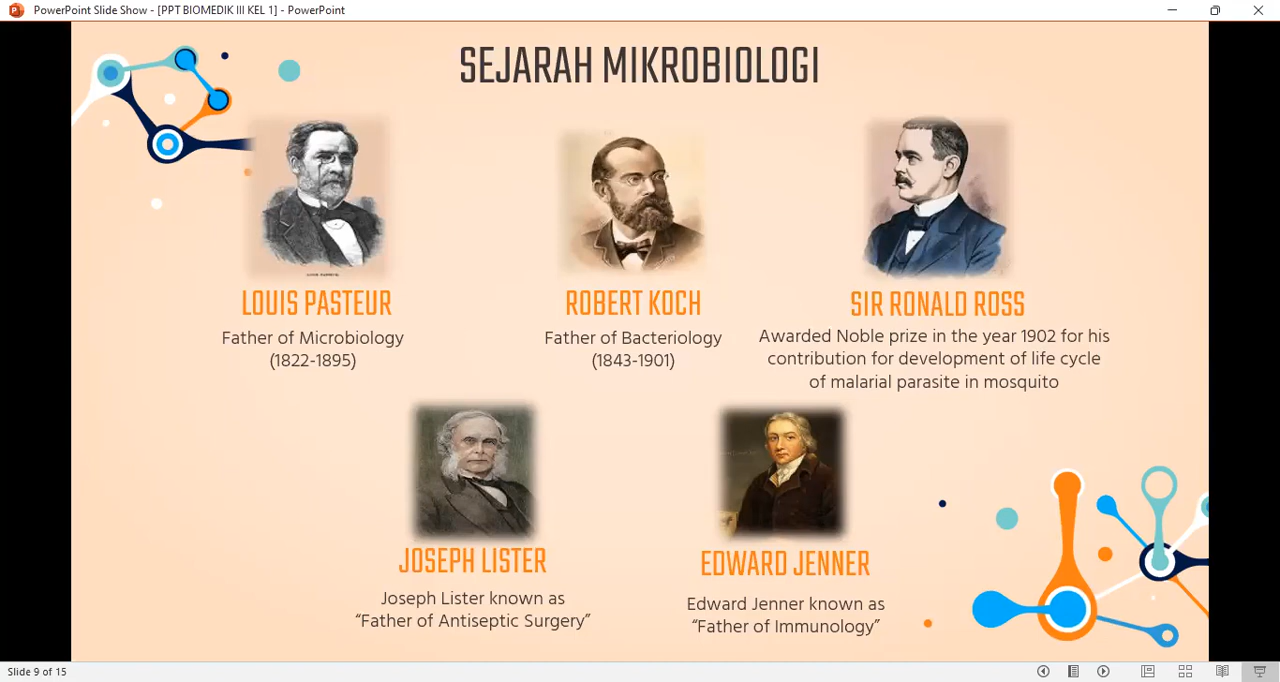 PowerPoint Slide Show - [PPT BIOMEDIK III KEL 1] - PowerPoint
SEJARAH MIKROBIOLOGI
LOUIS PASTEUR
Father of Microbiology
(1822-1895)
ROBERT KOCH
Father of Bacteriology
(1843-1901)
SIR RONALD ROSS
Awarded Noble prize in the year 1902 for his
contribution for development of life cycle
of malarial parasite in mosquito
JOSEPH LISTER
Joseph Lister known as
“Father of Antiseptic Surgery”
EDWARD JENNER
Edward Jenner known as
“Father of Immunology”
Slide 9 of 15